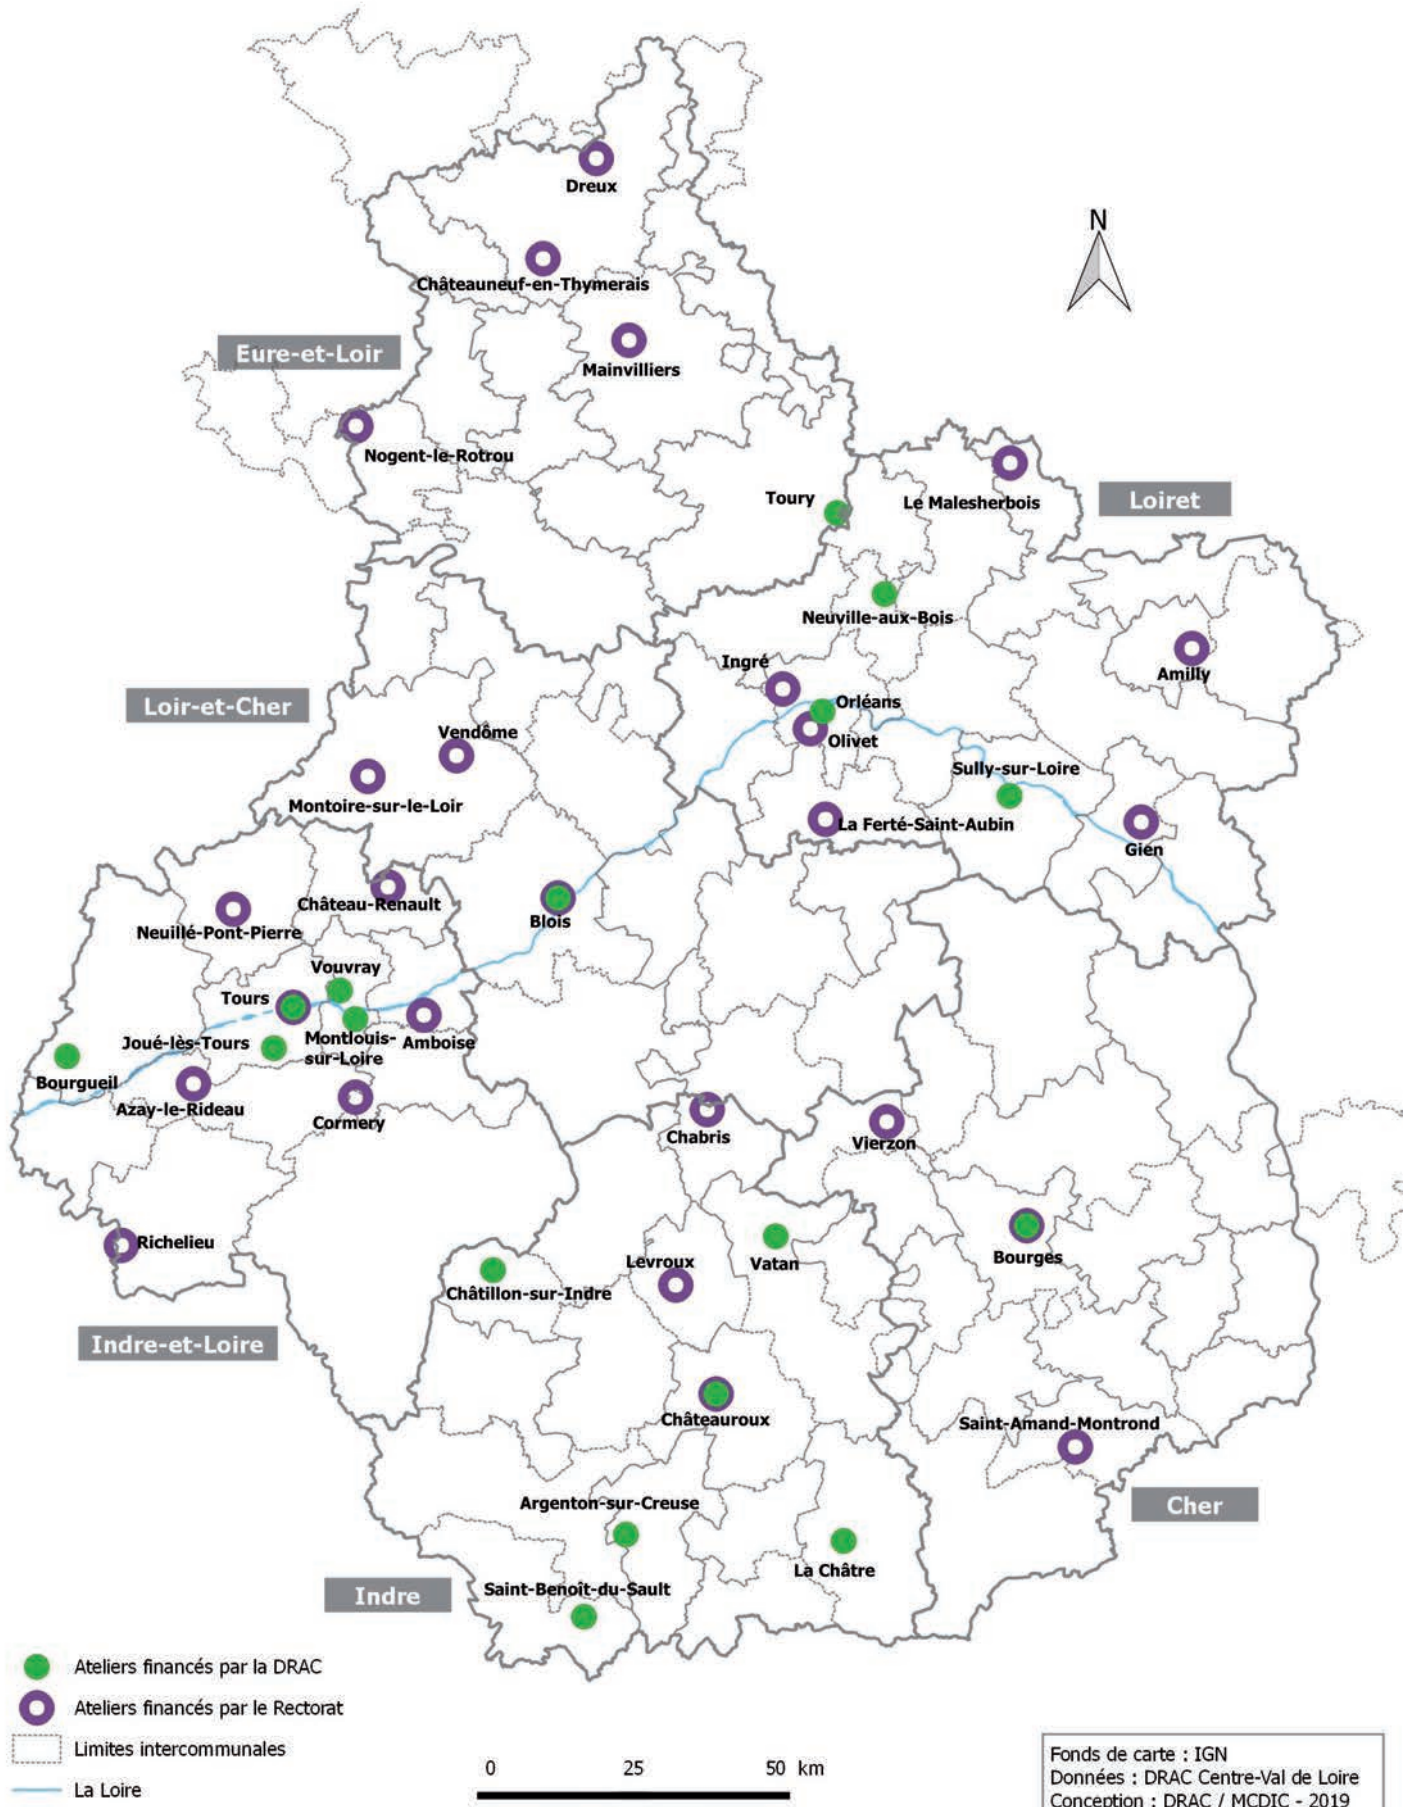 Dreux
N
Châteauneuf-en-Thymerais
Eure-et-Loir
Mainvilliers
Nogent-le-Rotrou
Toury
Le Malesherbois
Loiret
Neuville-aux-Bois
Ingré
Amilly
Loir-et-Cher
Orléans
Vendôme
Olivet
Sully-sur-Loire
Montoire-sur-le-Loir
La Ferté-Saint-Aubin
Gien
Château-Renault
Blois
Neuillé-Pont-Pierre
Vouvray
Tours
Joué-lès-Tours
Montlouis-
sur-Loire
Amboise
Bourgueil
Azay-le-Rideau
Cormery
Chabris
Vierzon
Richelieu
Levroux
Vatan
Bourges
Châtillon-sur-Indre
Indre-et-Loire
Châteauroux
Saint-Amand-Montrond
Argenton-sur-Creuse
Cher
La Châtre
Saint-Benoît-du-Sault
Indre
Ateliers financés par la DRAC
Ateliers financés par le Rectorat
Limites intercommunales
La Loire
0 25 50 km
Fonds de carte : IGN
Données : DRAC Centre-Val de Loire
Conception : DRAC / MCDIC - 2019